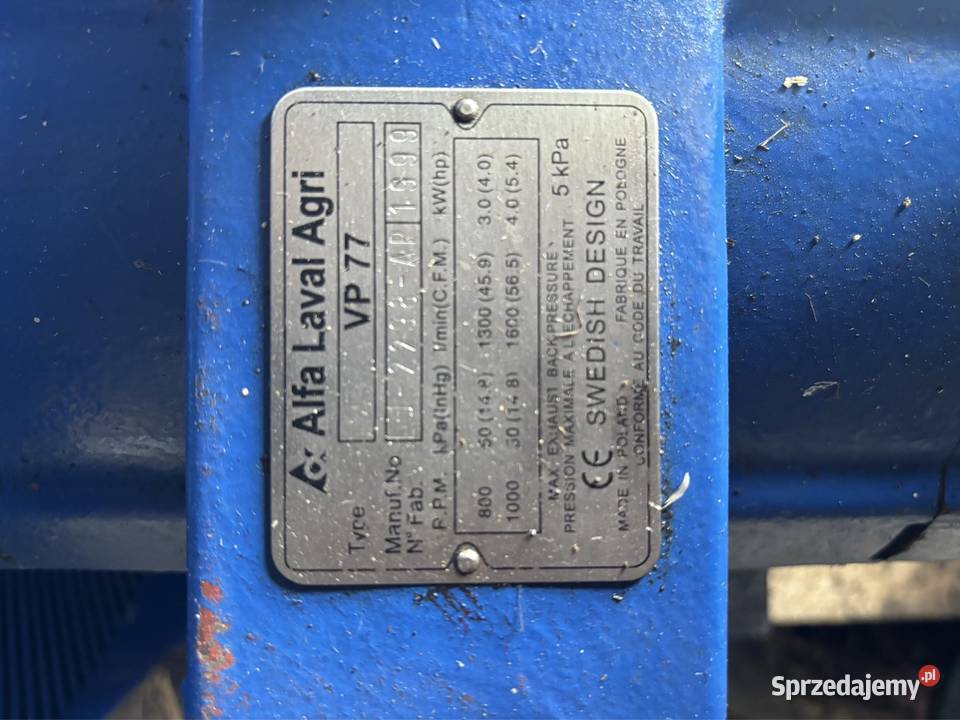 Alfa Laval Agri
Type VP 77
Manuf.No
N° Fab. 1999
R.P.M. kPa(InHg) l/min(C.F.M.) kW(hp)
800 50(14.8) 1300(45.9) 3.0(4.0)
1000 50(14.8) 1600(56.5) 4.0(5.4)
MAX. EXHAUST BACKPRESSURE
PRESSION MAXIMALE A L'ECHAPPEMENT 5 kPa
CE SWEDISH DESIGN
MADE IN POLAND FABRIQUE EN POLOGNE
CONFORME AU CODE DU TRAVAIL
Sprzedajemy.pl